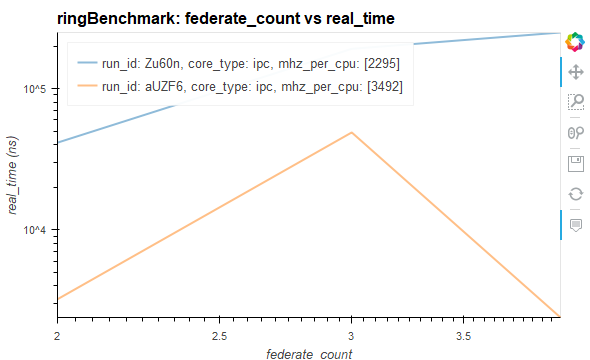 ringBenchmark: federate_count vs real_time
run_id: Zu60n, core_type: ipc, mhz_per_cpu: [2295]
run_id: aUZF6, core_type: ipc, mhz_per_cpu: [3492]
real_time (ns)
10^5
10^4
2
2.5
3
3.5
federate_count